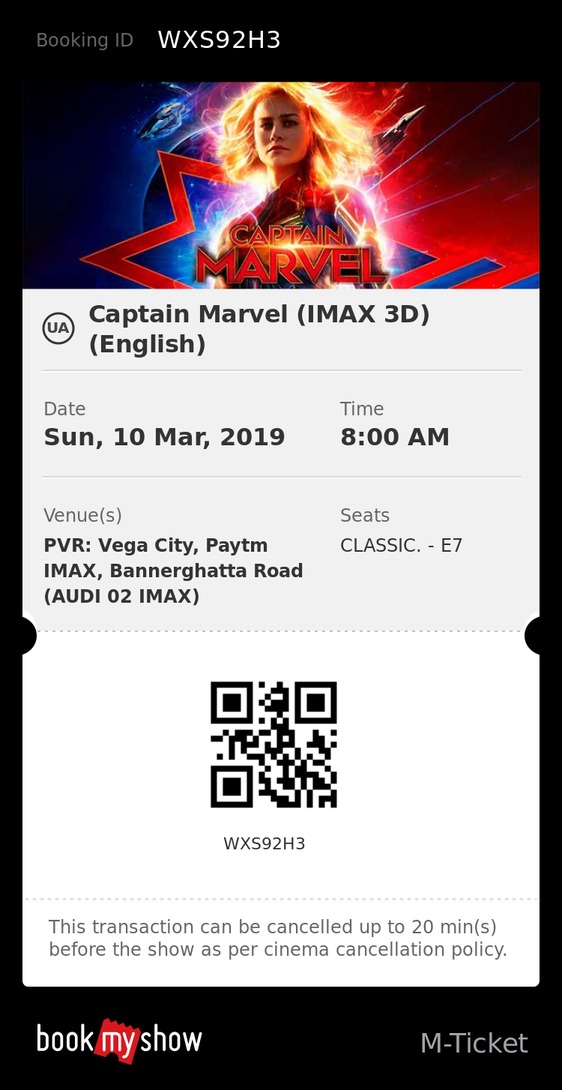 Booking ID WXS92H3
CAPTAIN
MARVEL
UA
Captain Marvel (IMAX 3D)
(English)
Date Time
Sun, 10 Mar, 2019 8:00 AM
Venue(s) Seats
PVR: Vega City, Paytm CLASSIC. - E7
IMAX, Bannerghatta Road
(AUDI 02 IMAX)
WXS92H3
This transaction can be cancelled up to 20 min(s)
before the show as per cinema cancellation policy.
book my show M-Ticket